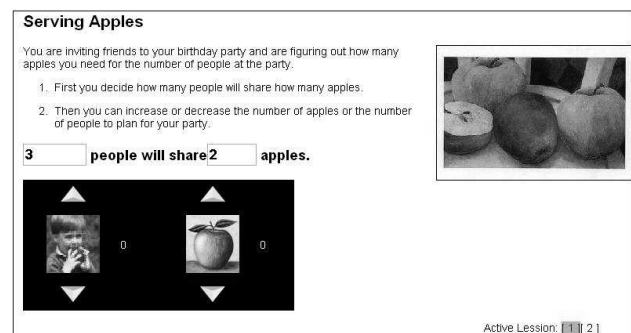 Serving Apples
You are inviting friends to your birthday party and are figuring out how many
apples you need for the number of people at the party.
1. First you decide how many people will share how many apples.
2. Then you can increase or decrease the number of apples or the number
of people to plan for your party.
3 people will share 2 apples.
0 0
Active Lession: [ 1 ][ 2 ]